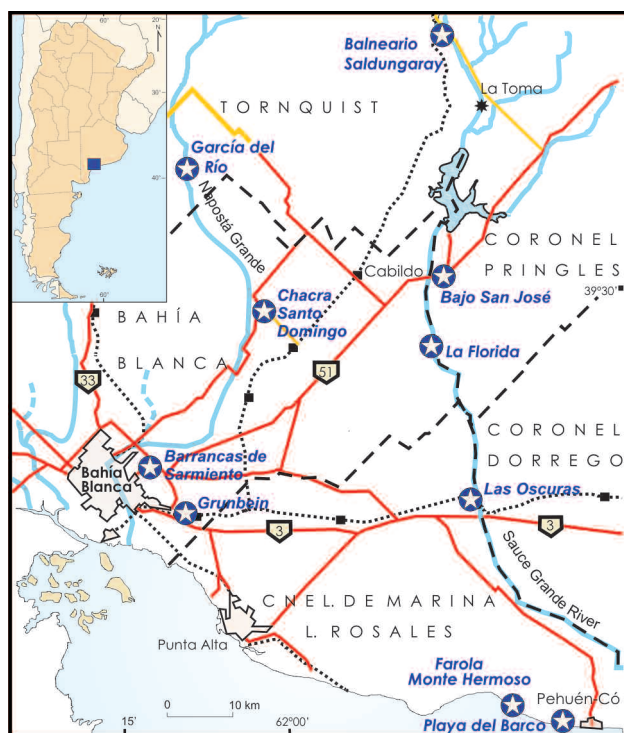 60°
20°
Balneario
Saldungaray
La Toma
30°
TORNQUIST
García del
Río
40°
Napostá Grande
CORONEL
PRINGLES
Cabildo
39°30'
Bajo San José
Chacra
Santo
Domingo
60°
BAHÍA
BLANCA
La Florida
51
33
CORONEL
DORREGO
Barrancas de
Sarmiento
Bahía
Blanca
Las Oscuras
Grunbein
3
3
Sauce Grande River
CNEL. DE MARINA
L. ROSALES
Punta Alta
Farola
Monte Hermoso
Pehuén-Có
0 10 km
Playa del Barco
15'
62°00'